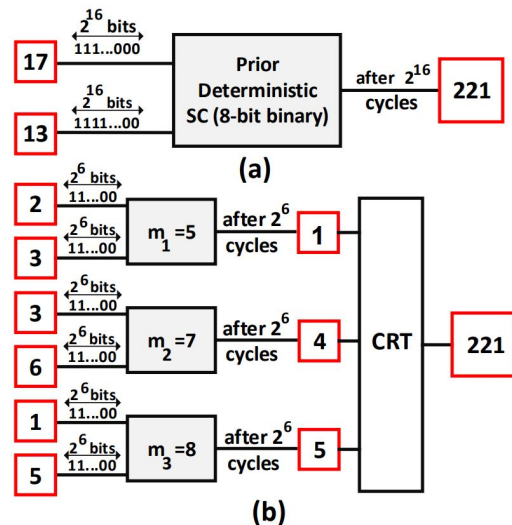 2^16 bits
111...000
17
2^16 bits
1111...00
13
Prior
Deterministic
SC (8-bit binary)
after 2^16
cycles
221
(a)
2^6 bits
11...00
2
2^6 bits
11...00
3
m_1=5
after 2^6
cycles
1
2^6 bits
11...00
3
2^6 bits
11...00
6
m_2=7
after 2^6
cycles
4
2^6 bits
11...00
1
2^6 bits
11...00
5
m_3=8
after 2^6
cycles
5
CRT
221
(b)